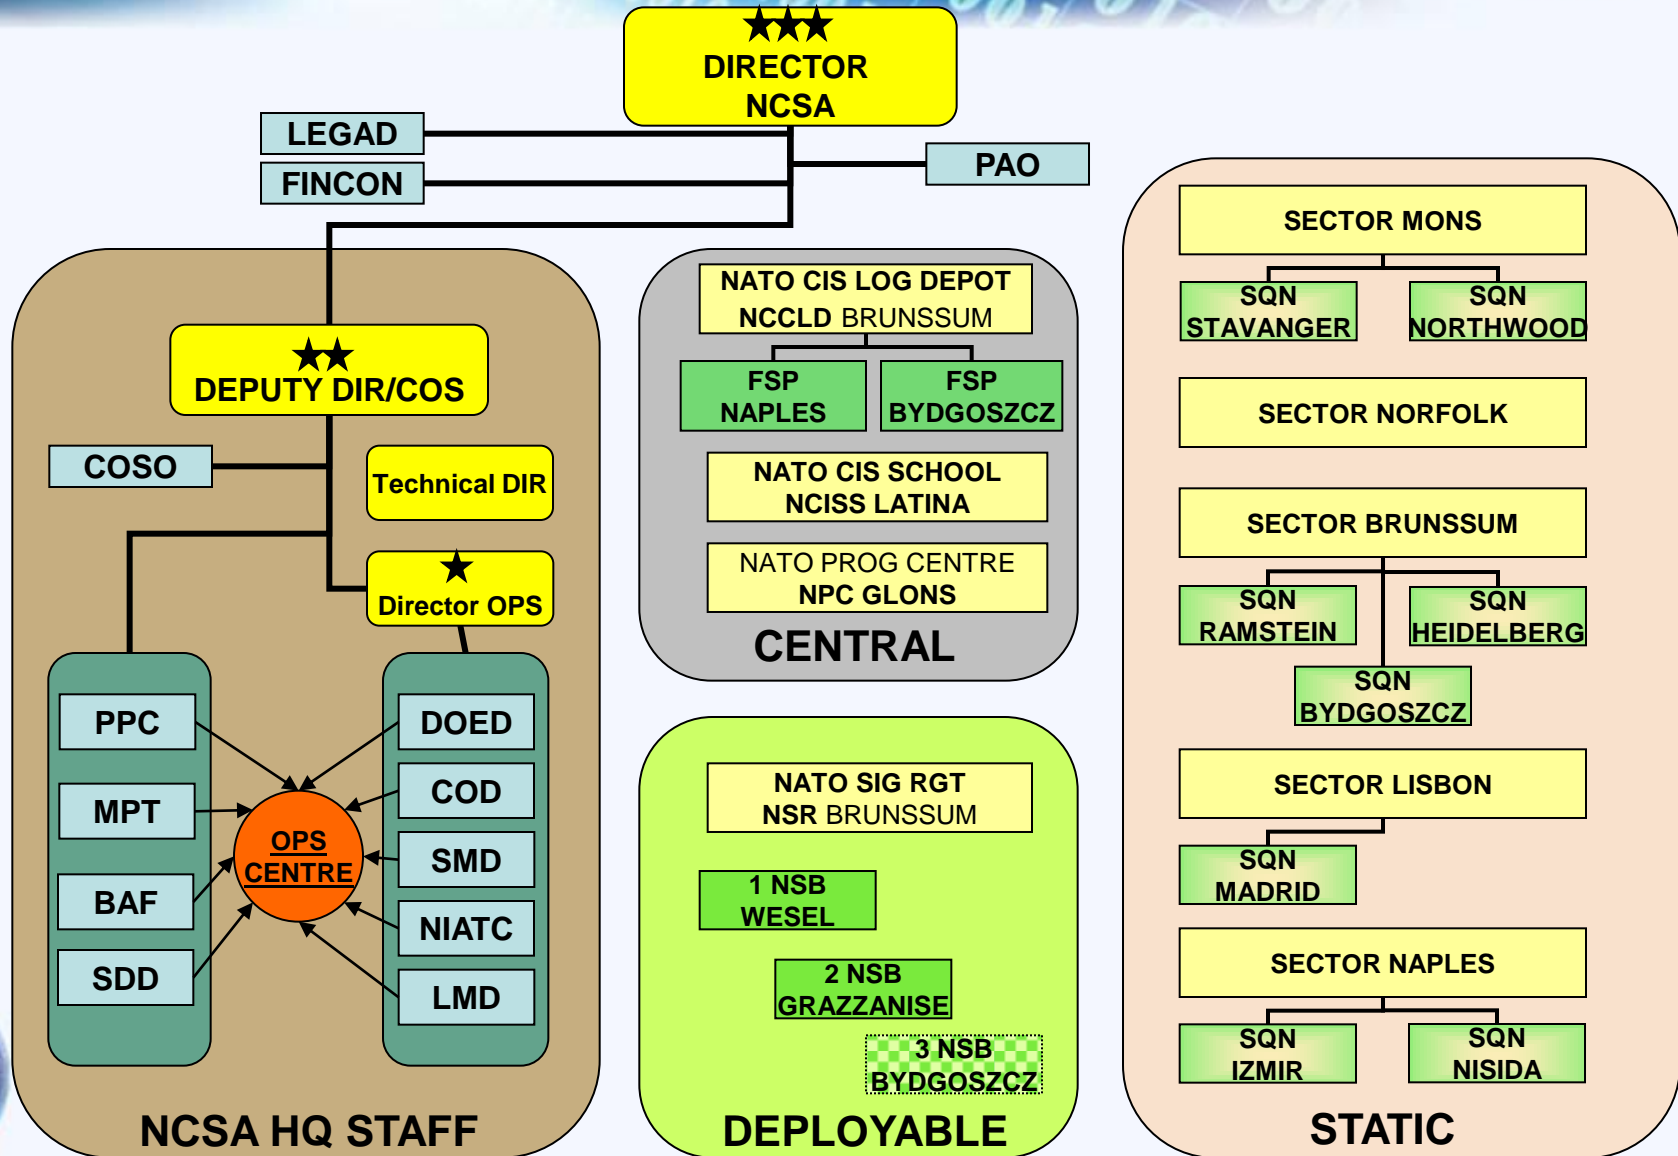 DIRECTOR
NCSA
LEGAD
FINCON
PAO
DEPUTY DIR/COS
COSO
Technical DIR
Director OPS
PPC
MPT
BAF
SDD
OPS
CENTRE
DOED
COD
SMD
NIATC
LMD
NCSA HQ STAFF
NATO CIS LOG DEPOT
NCCLD BRUNSSUM
FSP
NAPLES
FSP
BYDGOSZCZ
NATO CIS SCHOOL
NCISS LATINA
NATO PROG CENTRE
NPC GLONS
CENTRAL
NATO SIG RGT
NSR BRUNSSUM
1 NSB
WESEL
2 NSB
GRAZZANISE
3 NSB
BYDGOSZCZ
DEPLOYABLE
SECTOR MONS
SQN
STAVANGER
SQN
NORTHWOOD
SECTOR NORFOLK
SECTOR BRUNSSUM
SQN
RAMSTEIN
SQN
HEIDELBERG
SQN
BYDGOSZCZ
SECTOR LISBON
SQN
MADRID
SECTOR NAPLES
SQN
IZMIR
SQN
NISIDA
STATIC